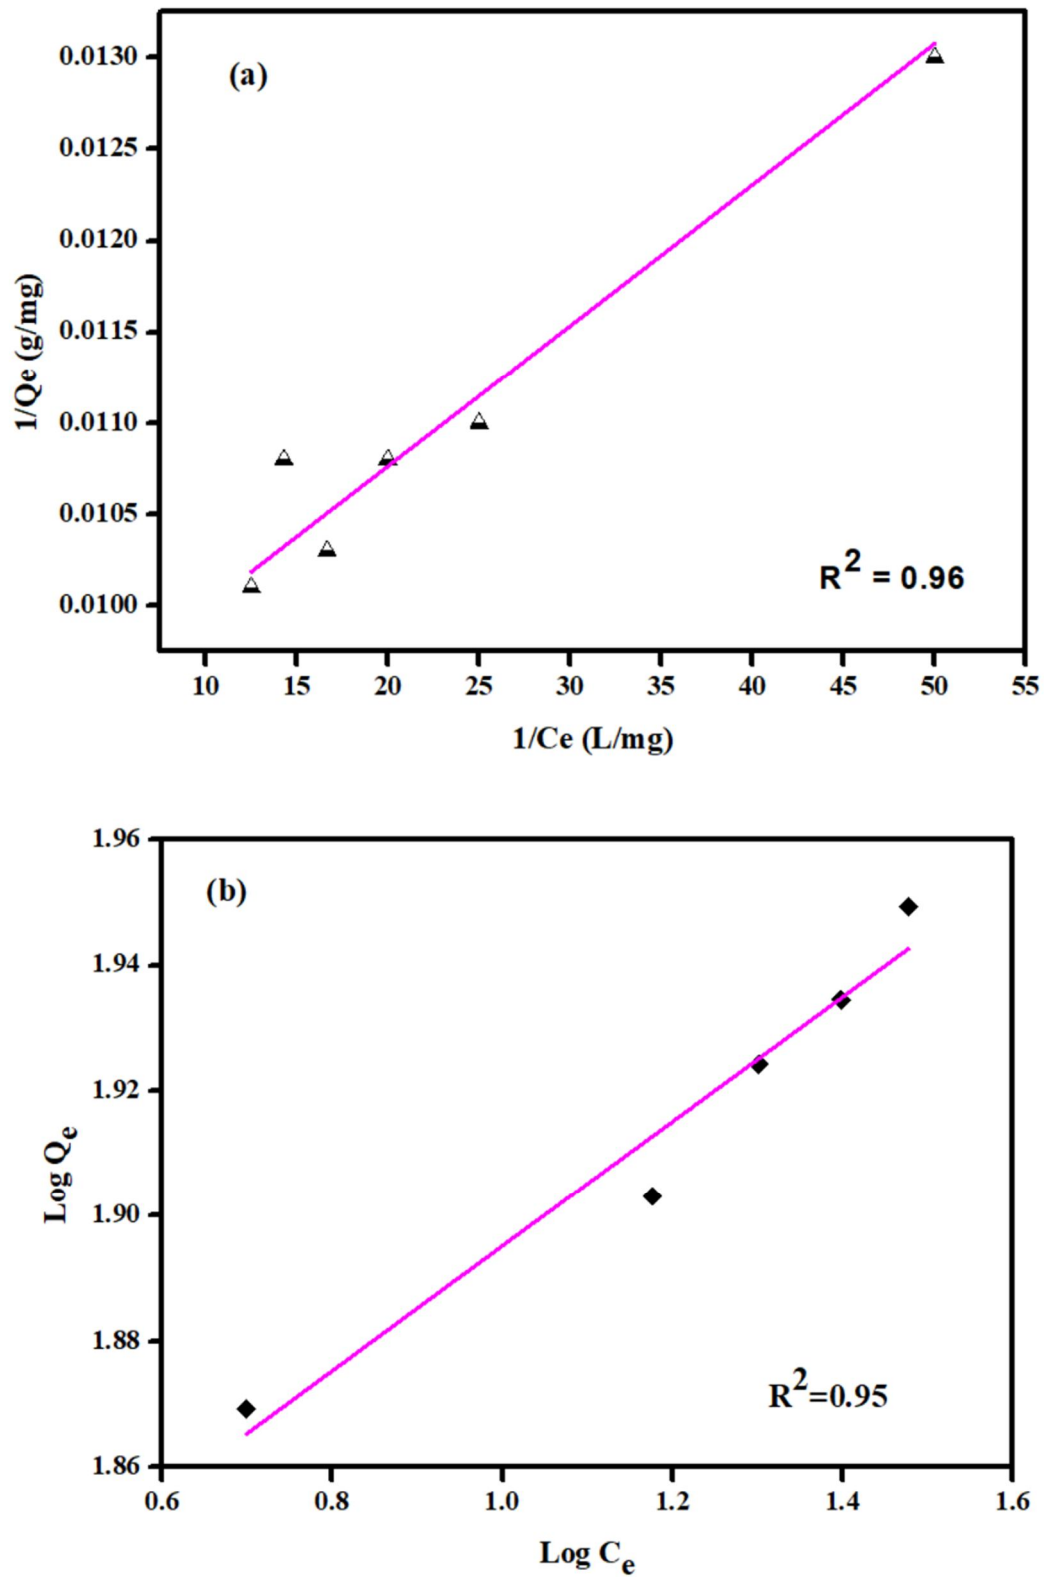 (a)
0.0130
0.0125
0.0120
0.0115
0.0110
0.0105
0.0100
1/Qe (g/mg)
R² = 0.96
10 15 20 25 30 35 40 45 50 55
1/Ce (L/mg)
(b)
1.96
1.94
1.92
1.90
1.88
1.86
Log Qe
R²=0.95
0.6 0.8 1.0 1.2 1.4 1.6
Log Ce